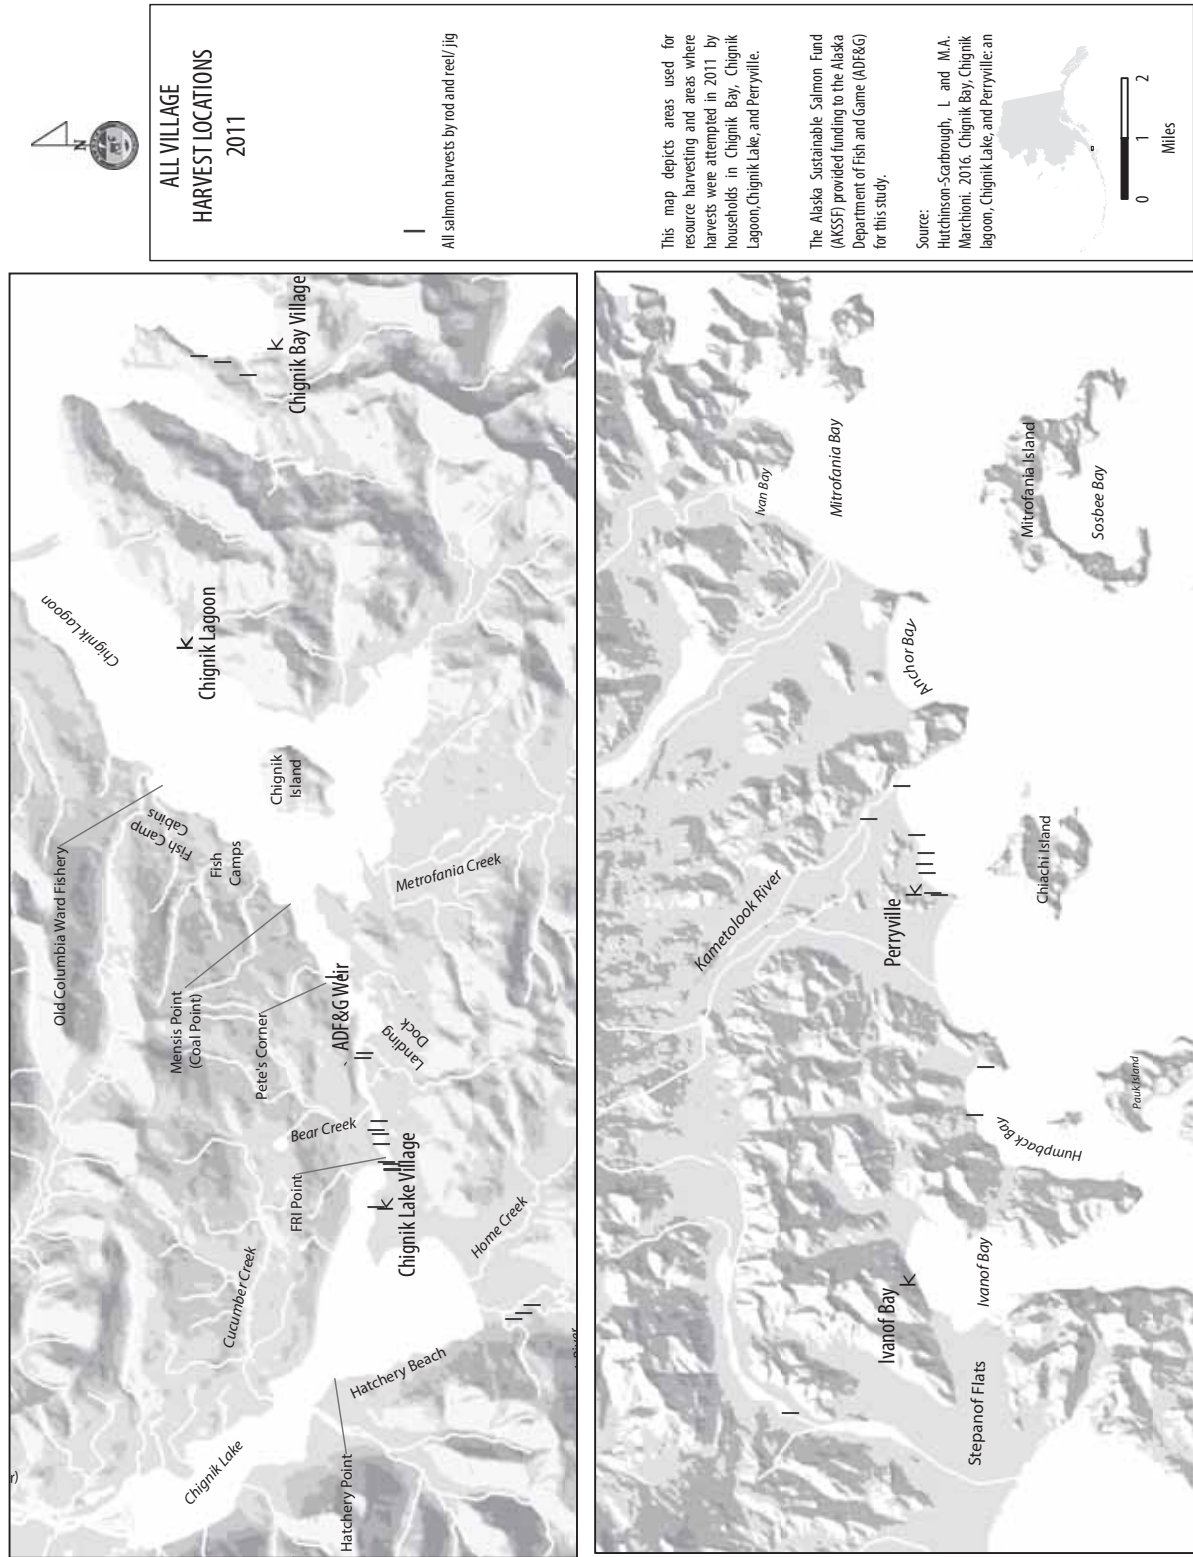 N
ALL VILLAGE
HARVEST LOCATIONS
2011
All salmon harvests by rod and reel/ jig
This map depicts areas used for
resource harvesting and areas where
harvests were attempted in 2011 by
households in Chignik Bay, Chignik
Lagoon,Chignik Lake, and Perryville.
The Alaska Sustainable Salmon Fund
(AKSSF) provided funding to the Alaska
Department of Fish and Game (ADF&G)
for this study.
Source:
Hutchinson-Scarbrough, L and M.A.
Marchioni. 2016. Chignik Bay, Chignik
lagoon, Chignik Lake, and Perryville: an
0 1 2
Miles
r)
Chignik Lake
Hatchery Point
Hatchery Beach
Cucumber Creek
FRI Point
Bear Creek
Chignik Lake Village
Home Creek
Pete's Corner
Mensis Point
(Coal Point)
Old Columbia Ward Fishery
Fish Camp
Cabins
Fish
Camps
ADF&G Weir
Landing
Dock
Metrofania Creek
Chignik
Island
Chignik Lagoon
Chignik Lagoon
Chignik Bay Village
River
Stepanof Flats
Ivanof Bay
Ivanof Bay
Humpback Bay
Pauk Island
Kametolook River
Perryville
Chiachi Island
Anchor Bay
Ivan Bay
Mitrofania Bay
Mitrofania Island
Sosbee Bay